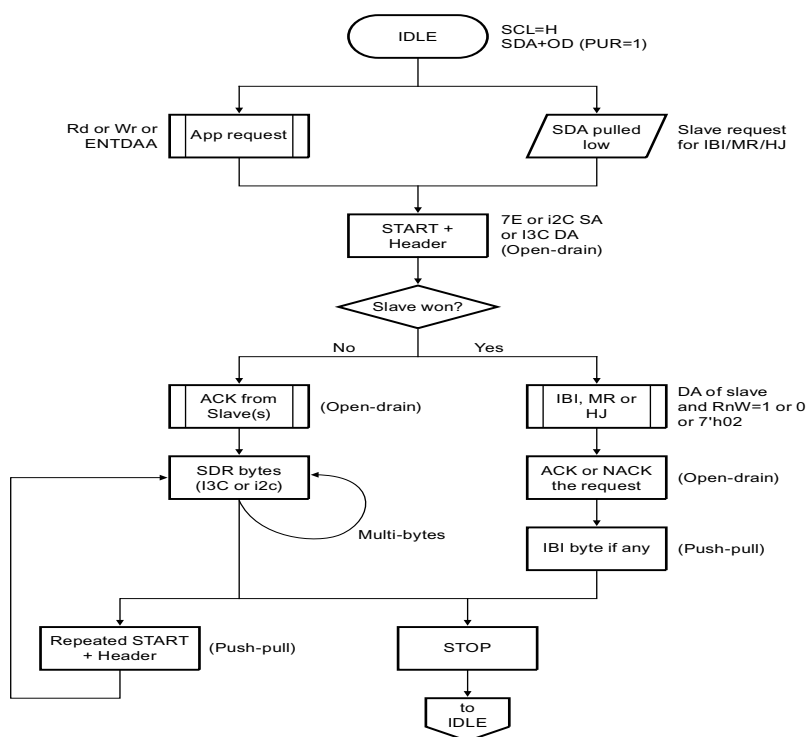 IDLE
SCL=H
SDA+OD (PUR=1)
Rd or Wr or
ENTDAA
App request
SDA pulled
low
Slave request
for IBI/MR/HJ
START +
Header
7E or i2C SA
or I3C DA
(Open-drain)
Slave won?
No
Yes
ACK from
Slave(s)
(Open-drain)
IBI, MR or
HJ
DA of slave
and RnW=1 or 0
or 7'h02
SDR bytes
(I3C or i2c)
Multi-bytes
ACK or NACK
the request
(Open-drain)
IBI byte if any
(Push-pull)
Repeated START
+ Header
(Push-pull)
STOP
to
IDLE